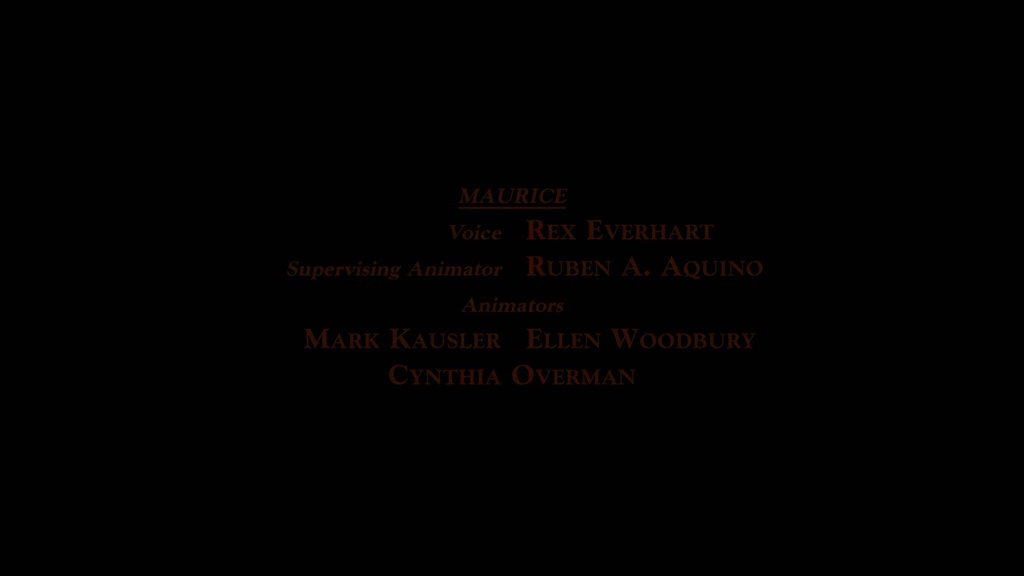 MAURICE
Voice Rex Everhart
Supervising Animator Ruben A. Aquino
Animators
Mark Kausler Ellen Woodbury
Cynthia Overman